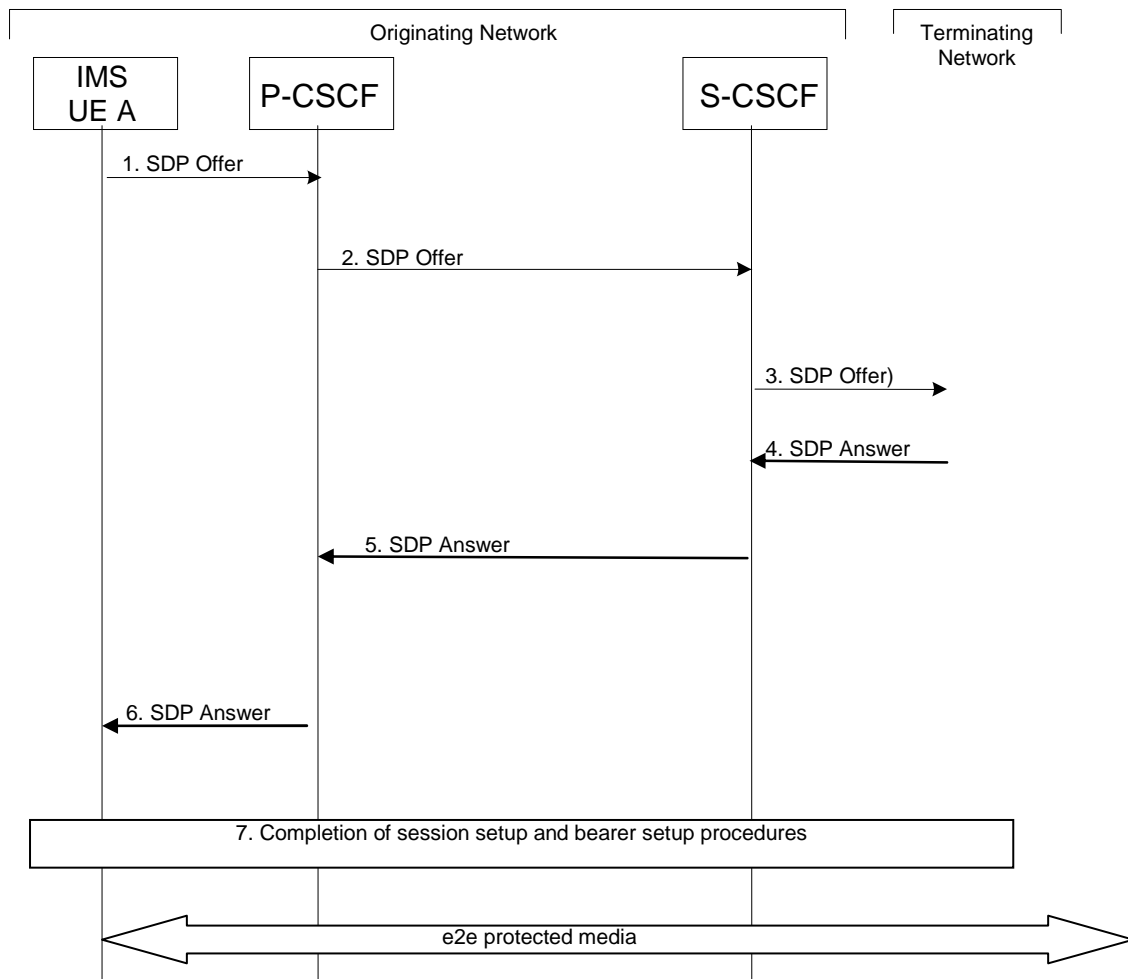 Originating Network
Terminating
Network
IMS
UE A
P-CSCF
S-CSCF
1. SDP Offer
2. SDP Offer
3. SDP Offer)
4. SDP Answer
5. SDP Answer
6. SDP Answer
7. Completion of session setup and bearer setup procedures
e2e protected media